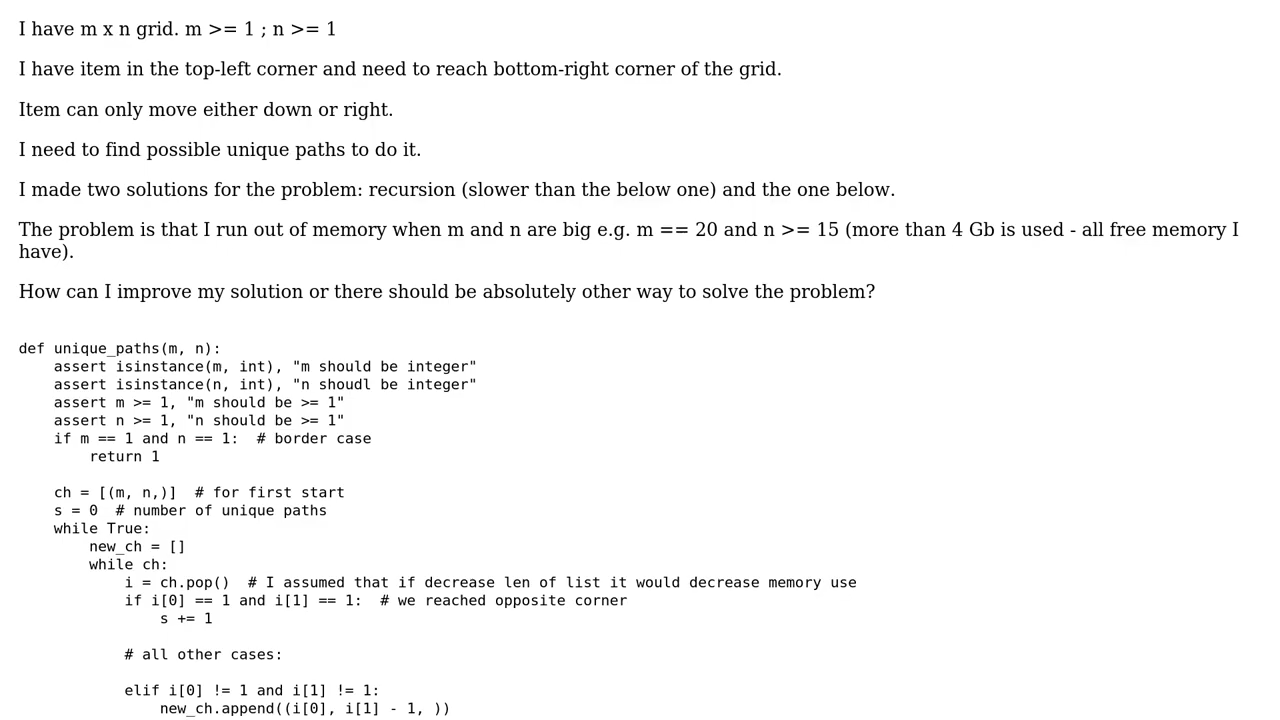 I have m x n grid. m >= 1 ; n >= 1
I have item in the top-left corner and need to reach bottom-right corner of the grid.
Item can only move either down or right.
I need to find possible unique paths to do it.
I made two solutions for the problem: recursion (slower than the below one) and the one below.
The problem is that I run out of memory when m and n are big e.g. m == 20 and n >= 15 (more than 4 Gb is used - all free memory I
have).
How can I improve my solution or there should be absolutely other way to solve the problem?
def unique_paths(m, n):
    assert isinstance(m, int), "m should be integer"
    assert isinstance(n, int), "n shoudl be integer"
    assert m >= 1, "m should be >= 1"
    assert n >= 1, "n should be >= 1"
    if m == 1 and n == 1:  # border case
        return 1
    ch = [(m, n,)]  # for first start
    s = 0  # number of unique paths
    while True:
        new_ch = []
        while ch:
            i = ch.pop()  # I assumed that if decrease len of list it would decrease memory use
            if i[0] == 1 and i[1] == 1:  # we reached opposite corner
                s += 1
            # all other cases:
            elif i[0] != 1 and i[1] != 1:
                new_ch.append((i[0], i[1] - 1, ))